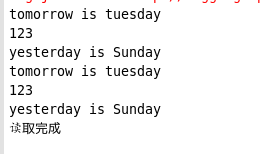 tomorrow is tuesday
123
yesterday is Sunday
tomorrow is tuesday
123
yesterday is Sunday
读取完成